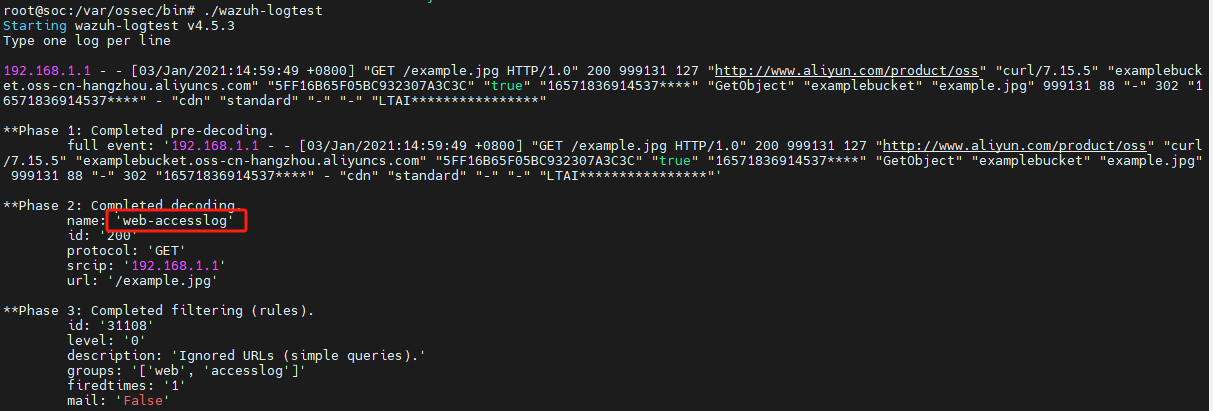 root@soc:/var/ossec/bin# ./wazuh-logtest
Starting wazuh-logtest v4.5.3
Type one log per line
192.168.1.1 - - [03/Jan/2021:14:59:49 +0800] "GET /example.jpg HTTP/1.0" 200 999131 127 "http://www.aliyun.com/product/oss" "curl/7.15.5" "examplebuck
et.oss-cn-hangzhou.aliyuncs.com" "5FF16B65F05BC932307A3C3C" "true" "16571836914537****" "GetObject" "examplebucket" "example.jpg" 999131 88 "-" 302 "1
6571836914537****" - "cdn" "standard" "-" "-" "LTAI****************"
**Phase 1: Completed pre-decoding.
full event: '192.168.1.1 - - [03/Jan/2021:14:59:49 +0800] "GET /example.jpg HTTP/1.0" 200 999131 127 "http://www.aliyun.com/product/oss" "curl
/7.15.5" "examplebucket.oss-cn-hangzhou.aliyuncs.com" "5FF16B65F05BC932307A3C3C" "true" "16571836914537****" "GetObject" "examplebucket" "example.jpg"
999131 88 "-" 302 "16571836914537****" - "cdn" "standard" "-" "-" "LTAI****************"'
**Phase 2: Completed decoding.
name: 'web-accesslog'
id: '200'
protocol: 'GET'
srcip: '192.168.1.1'
url: '/example.jpg'
**Phase 3: Completed filtering (rules).
id: '31108'
level: '0'
description: 'Ignored URLs (simple queries).'
groups: '['web', 'accesslog']'
firedtimes: '1'
mail: 'False'